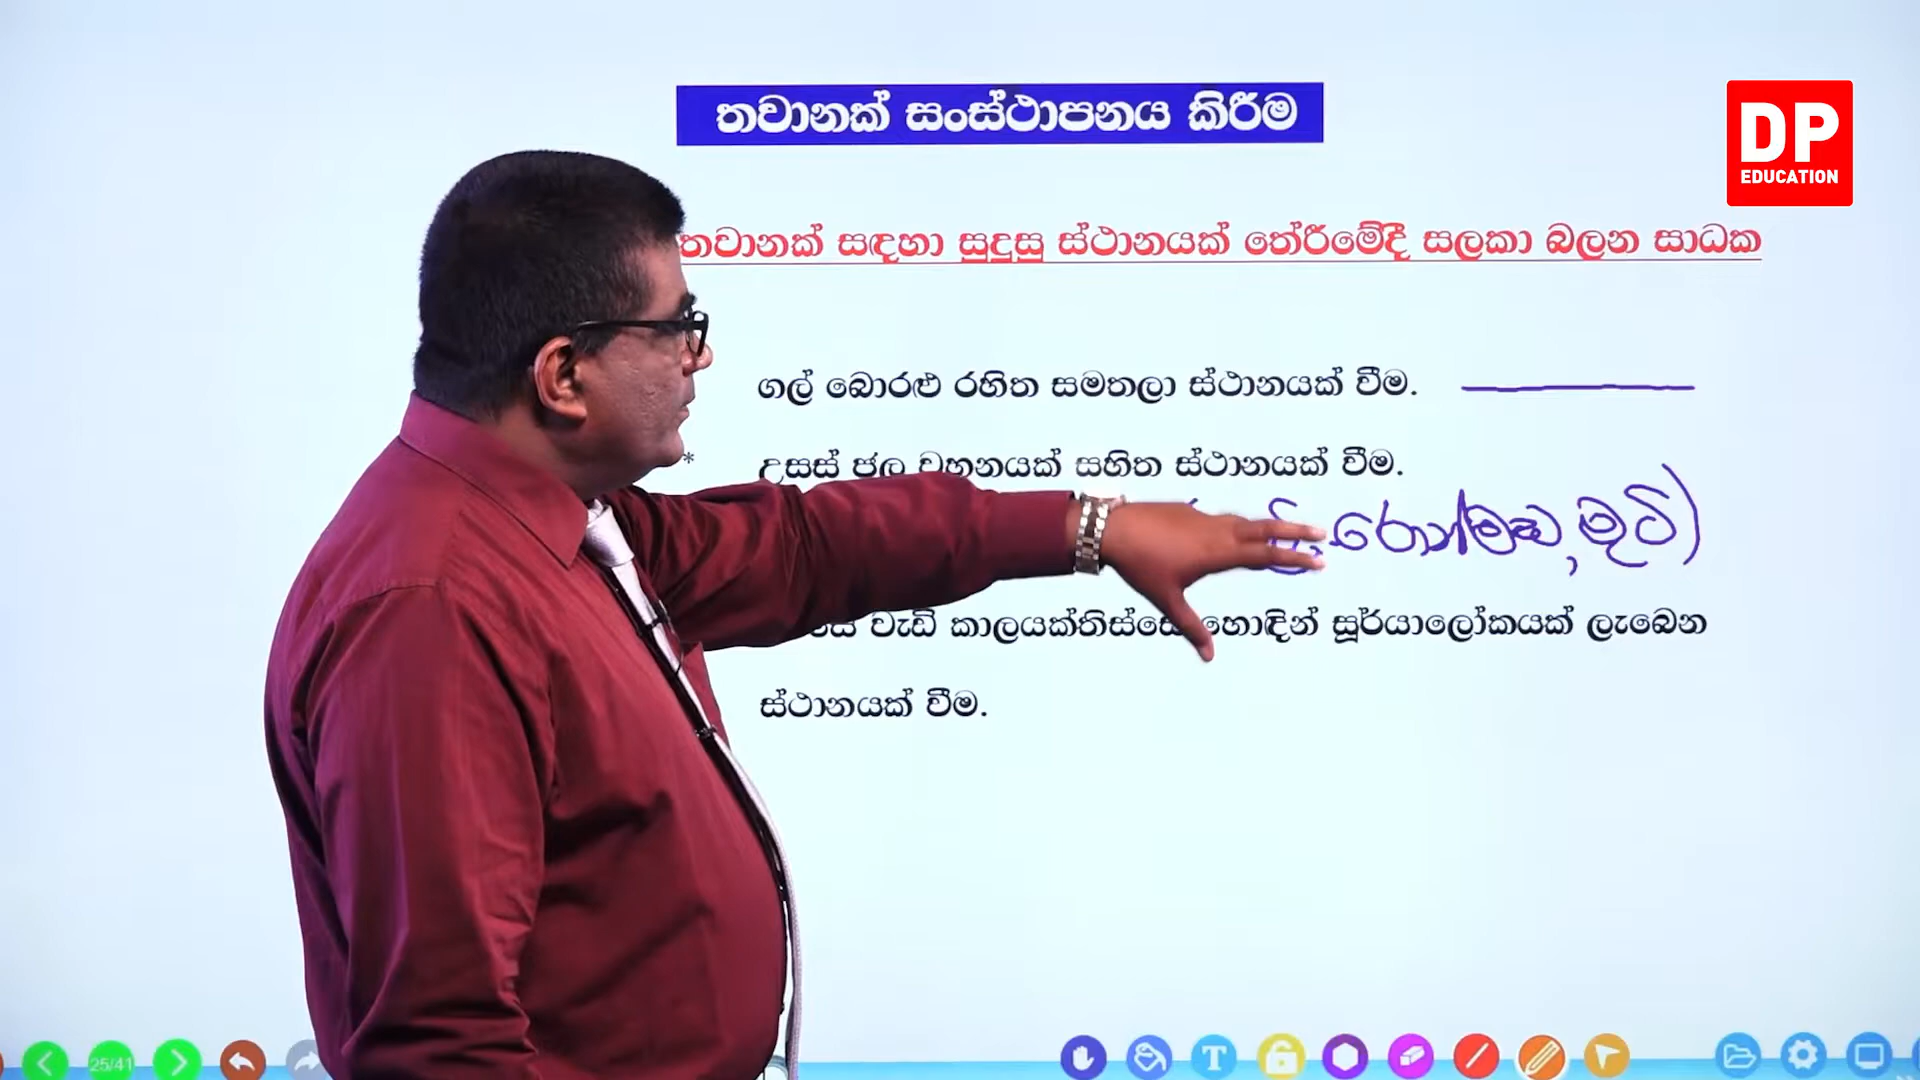 තවානක් සංස්ථාපනය කිරීම
DP
EDUCATION
තවානක් සඳහා සුදුසු ස්ථානයක් තේරීමේදී සලකා බලන සාධක
ගල් බොරළු රහිත සමතලා ස්ථානයක් වීම.
* උසස් ජල වහනයක් සහිත ස්ථානයක් වීම.
මැටි)
වැඩි කාලයක්තිස්සේ හොඳින් සූර්යාලෝකයක් ලැබෙන
ස්ථානයක් වීම.
25/41